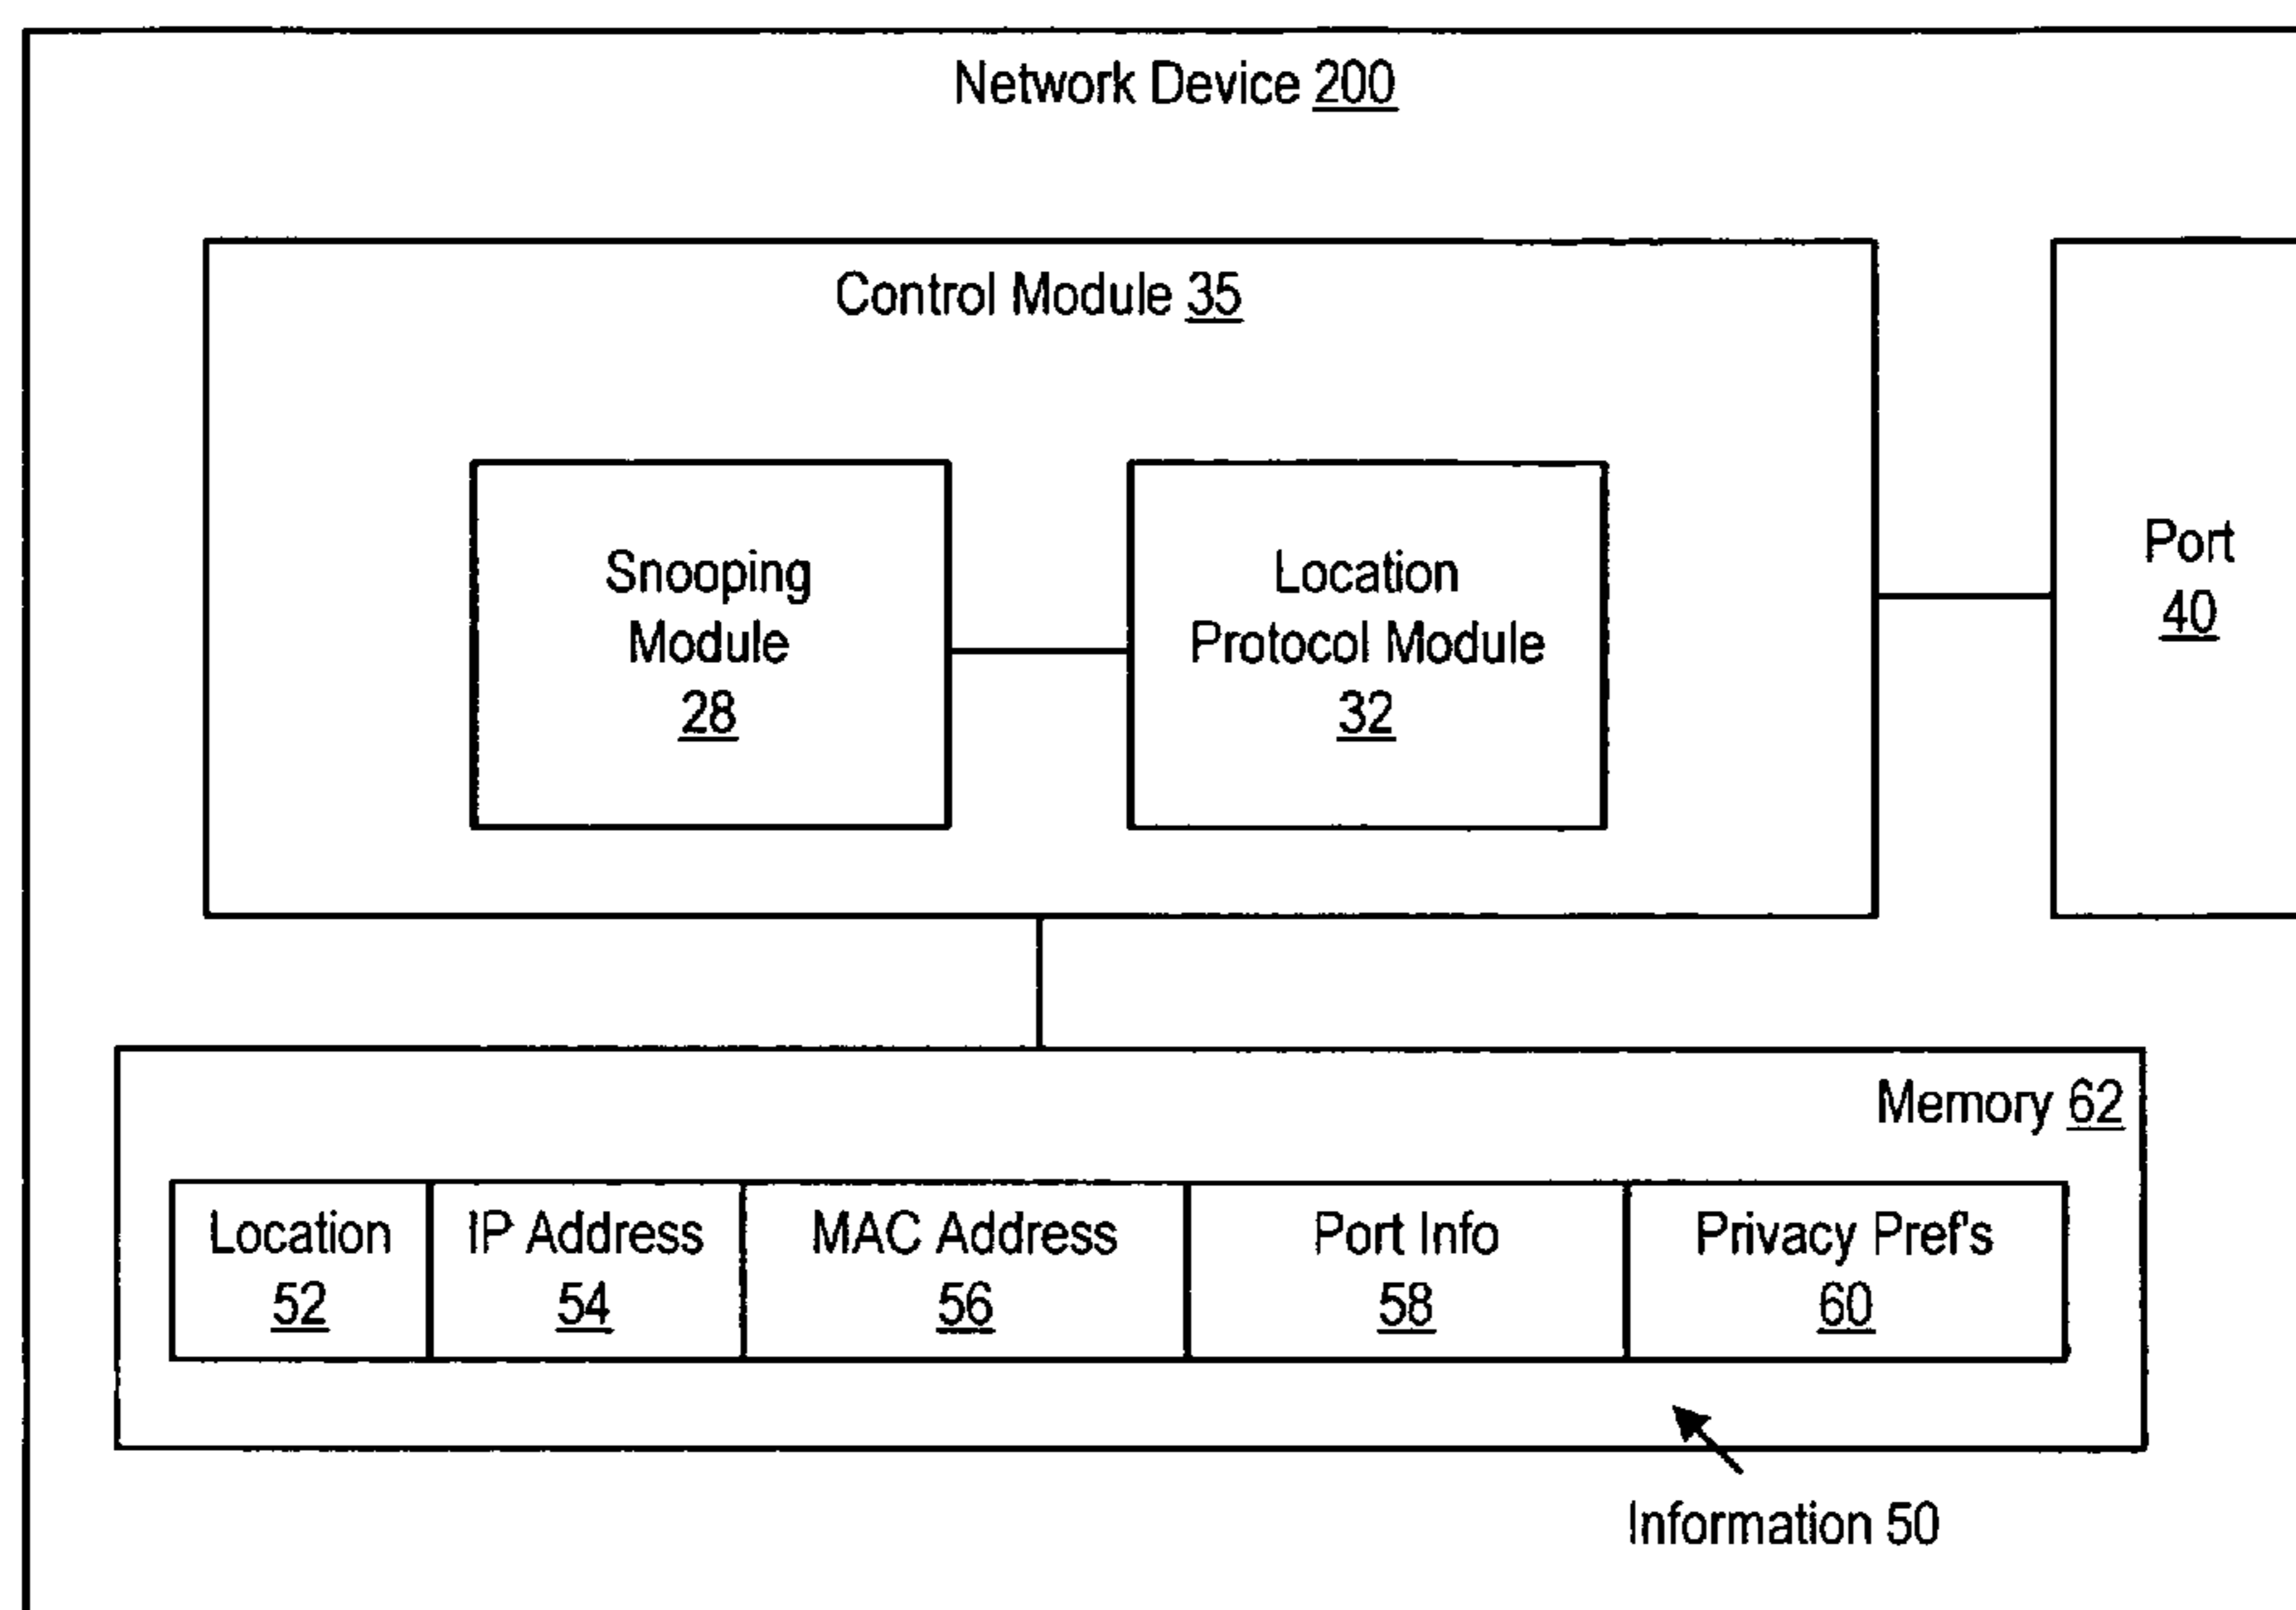 Network Device 200
Control Module 35
Snooping
Module
28
Location
Protocol Module
32
Port
40
Memory 62
Location
52
IP Address
54
MAC Address
56
Port Info
58
Privacy Pref's
60
Information 50